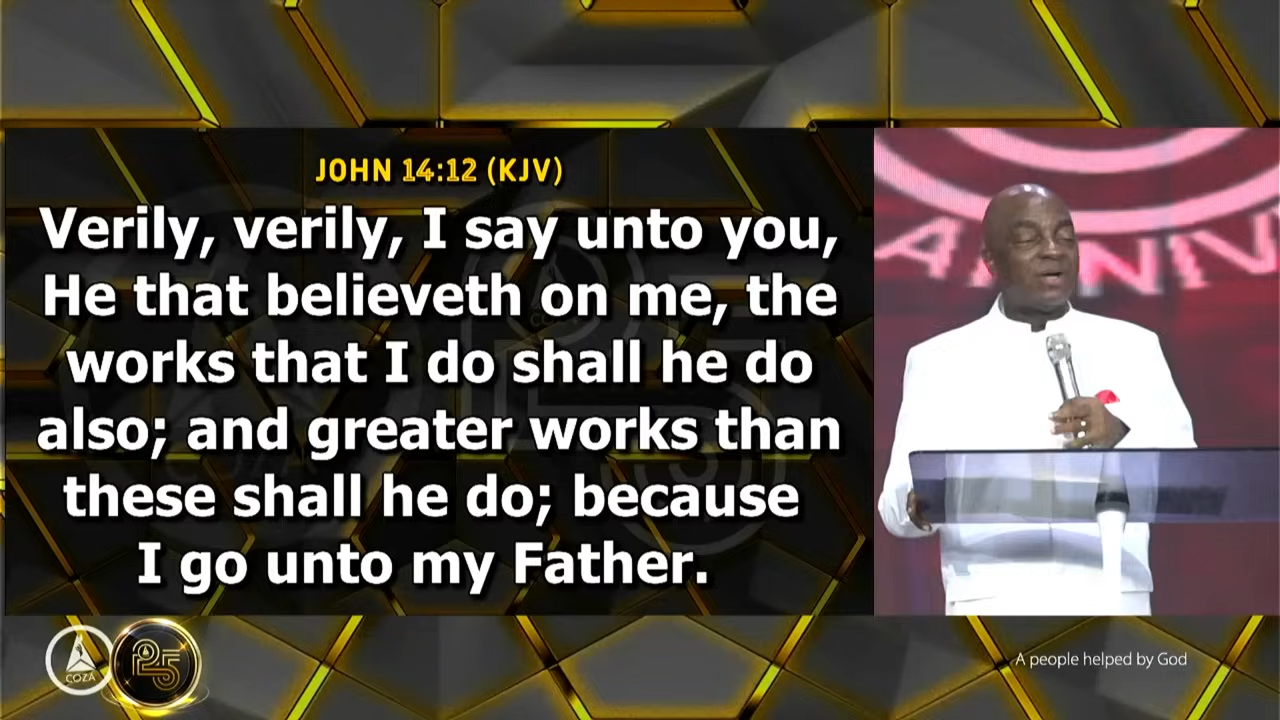 JOHN 14:12 (KJV)
Verily, verily, I say unto you,
He that believeth on me, the
works that I do shall he do
also; and greater works than
these shall he do; because
I go unto my Father.
ANNIV
COZA
25
A people helped by God